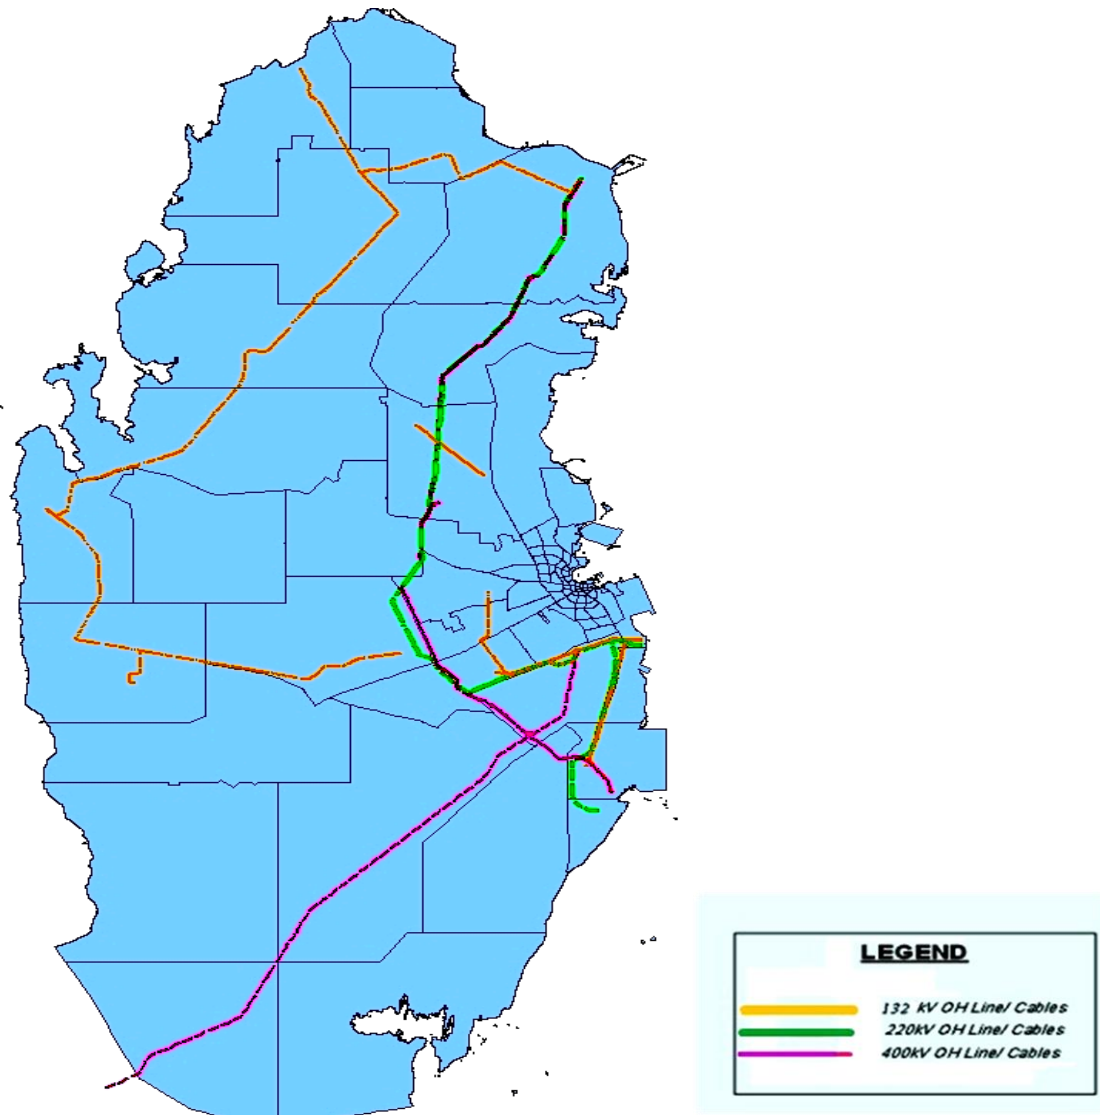 LEGEND
132 KV OH Line/ Cables
220kV OH Line/ Cables
400kV OH Line/ Cables